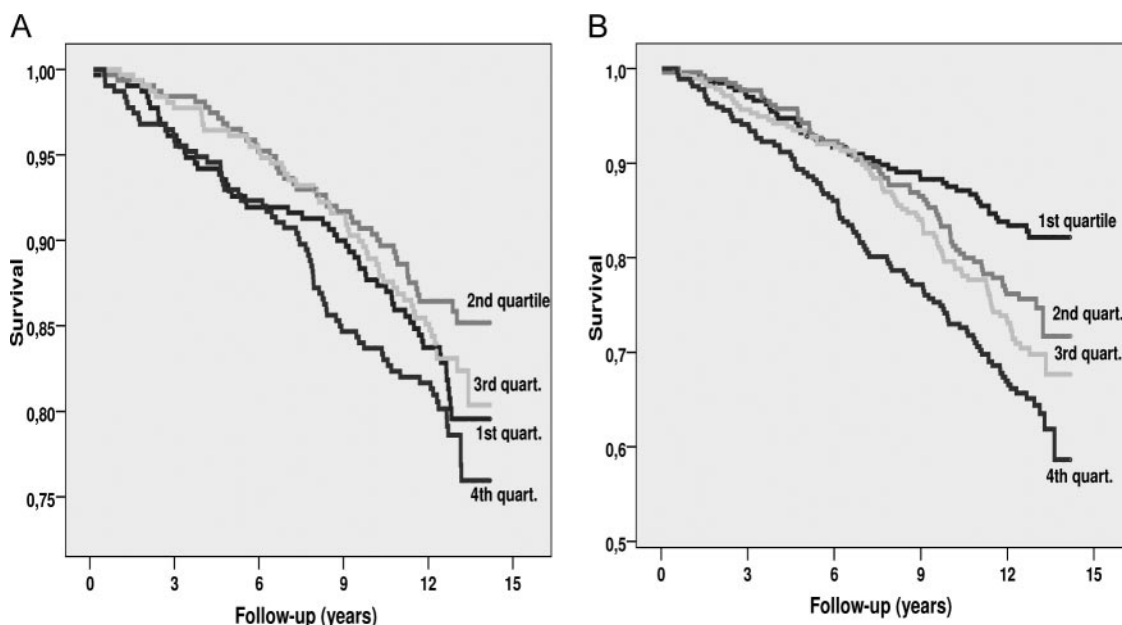 A
Survival
1,00
0,95
0,90
0,85
0,80
0,75
2nd quartile
3rd quart.
1st quart.
4th quart.
0 3 6 9 12 15
Follow-up (years)
B
Survival
1,0
0,9
0,8
0,7
0,6
0,5
1st quartile
2nd quart.
3rd quart.
4th quart.
0 3 6 9 12 15
Follow-up (years)